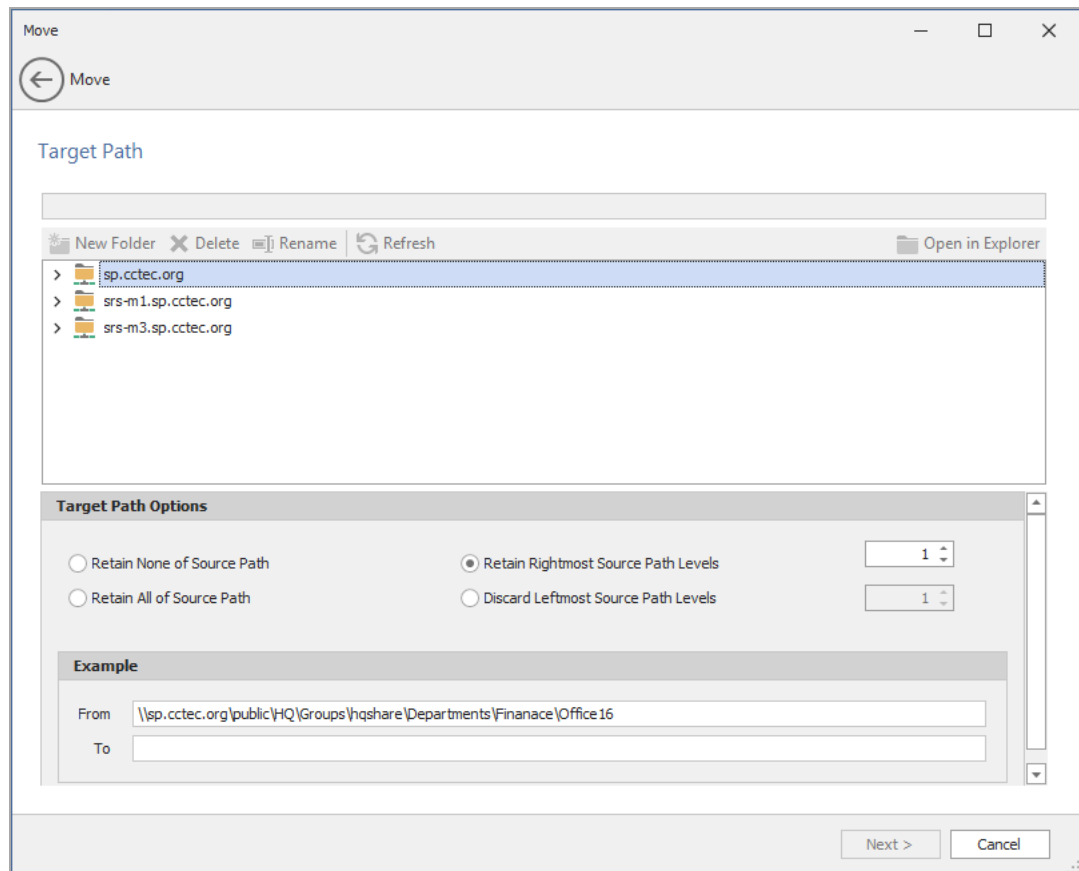 Move
Move
Target Path
New Folder Delete Rename Refresh Open in Explorer
sp.cctec.org
srs-m1.sp.cctec.org
srs-m3.sp.cctec.org
Target Path Options
Retain None of Source Path Retain Rightmost Source Path Levels 1
Retain All of Source Path Discard Leftmost Source Path Levels 1
Example
From \\sp.cctec.org\public\HQ\Groups\hqshare\Departments\Finanace\Office16
To
Next > Cancel